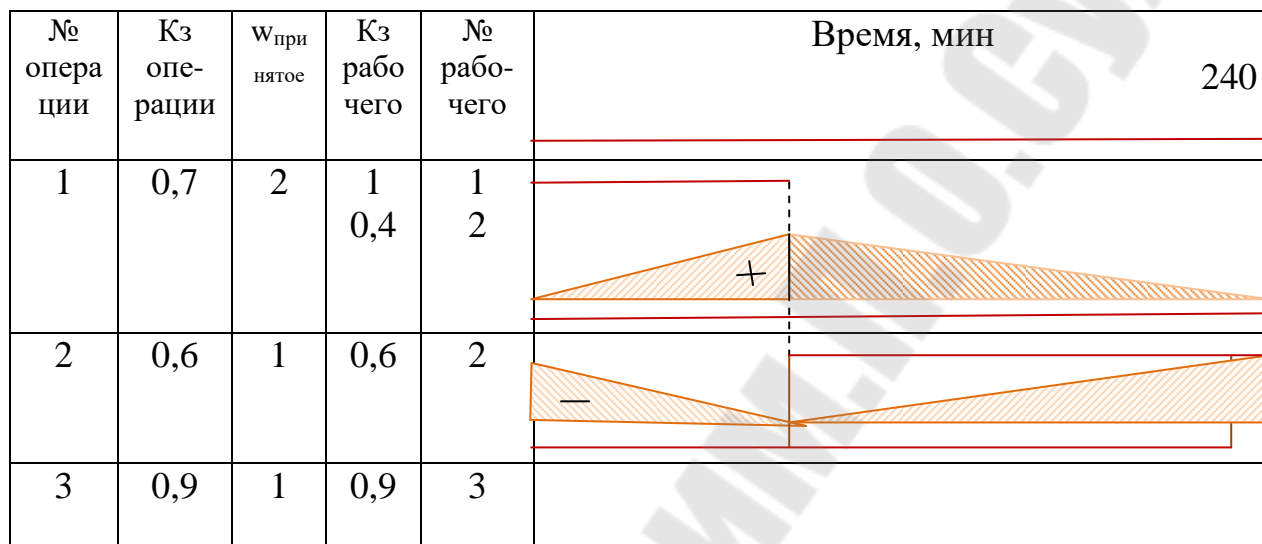 № опера ции
Кз опе- рации
wпри нятое
Кз рабо чего
№ рабо- чего
Время, мин
240
1 0,7 2 1 1
0,4 2
+
2 0,6 1 0,6 2
–
3 0,9 1 0,9 3